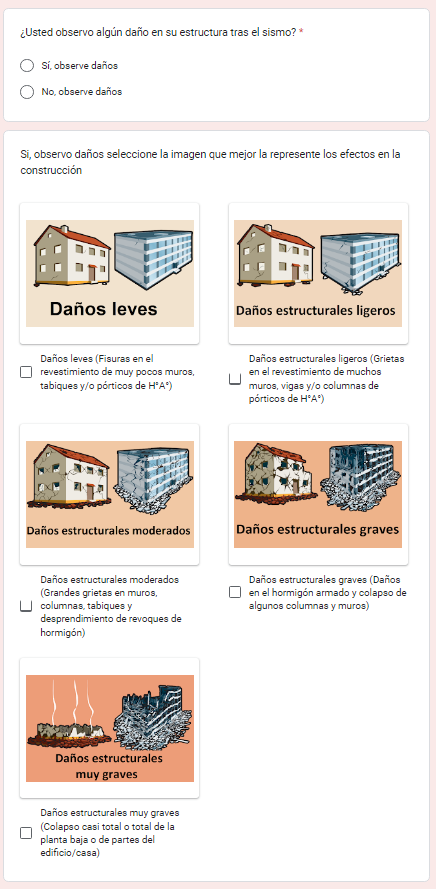 ¿Usted observo algún daño en su estructura tras el sismo? *
Sí, observe daños
No, observe daños
Si, observo daños seleccione la imagen que mejor la represente los efectos en la
construcción
Daños leves
Daños leves (Fisuras en el
revestimiento de muy pocos muros,
tabiques y/o pórticos de H°A°)
Daños estructurales ligeros
Daños estructurales ligeros (Grietas
en el revestimiento de muchos
muros, vigas y/o columnas de
pórticos de H°A°)
Daños estructurales moderados
Daños estructurales moderados
(Grandes grietas en muros,
columnas, tabiques y
desprendimiento de revoques de
hormigón)
Daños estructurales graves
Daños estructurales graves (Daños
en el hormigón armado y colapso de
algunos columnas y muros)
Daños estructurales
muy graves
Daños estructurales muy graves
(Colapso casi total o total de la
planta baja o de partes del
edificio/casa)